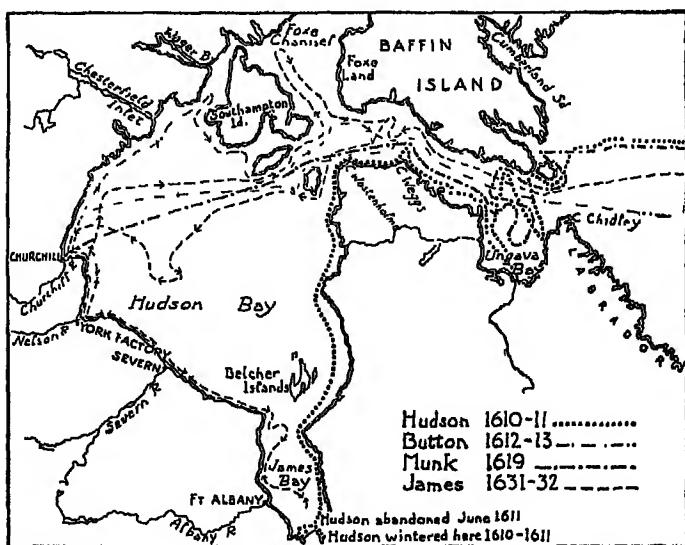 Foxe
Channel
Foxe
Land
BAFFIN
ISLAND
Cumberland Sd
Chesterfield
Inlet
Southampton
Id.
Wolstenholm
C. Diggs
C Chidley
Ungava
Bay
LABRADOR
CHURCHILL
Churchill
Hudson Bay
Nelson R
YORK FACTORY
SEVERN
Severn R
Belcher
Islands
James
Bay
FT ALBANY
Albany R
Hudson 1610-11
Button 1612-13
Munk 1619
James 1631-32
Hudson abandoned June 1611
Hudson wintered here 1610-1611